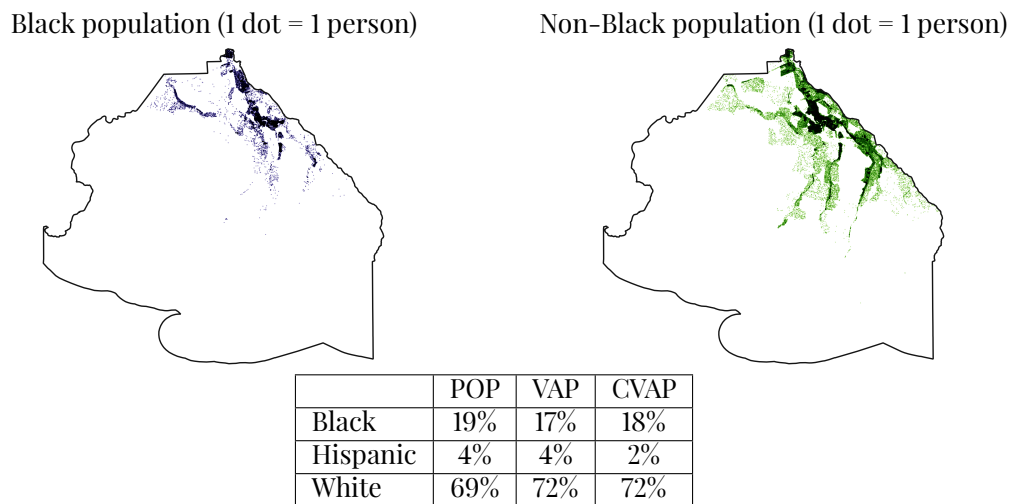 Black population (1 dot = 1 person)
Non-Black population (1 dot = 1 person)
POP VAP CVAP
Black 19% 17% 18%
Hispanic 4% 4% 2%
White 69% 72% 72%